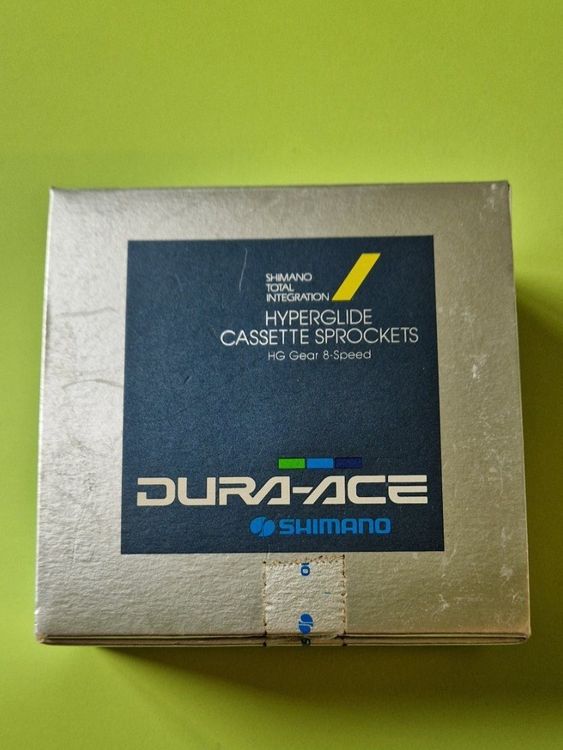 SHIMANO
TOTAL
INTEGRATION
HYPERGLIDE
CASSETTE SPROCKETS
HG Gear 8-Speed
DURA-ACE
SHIMANO